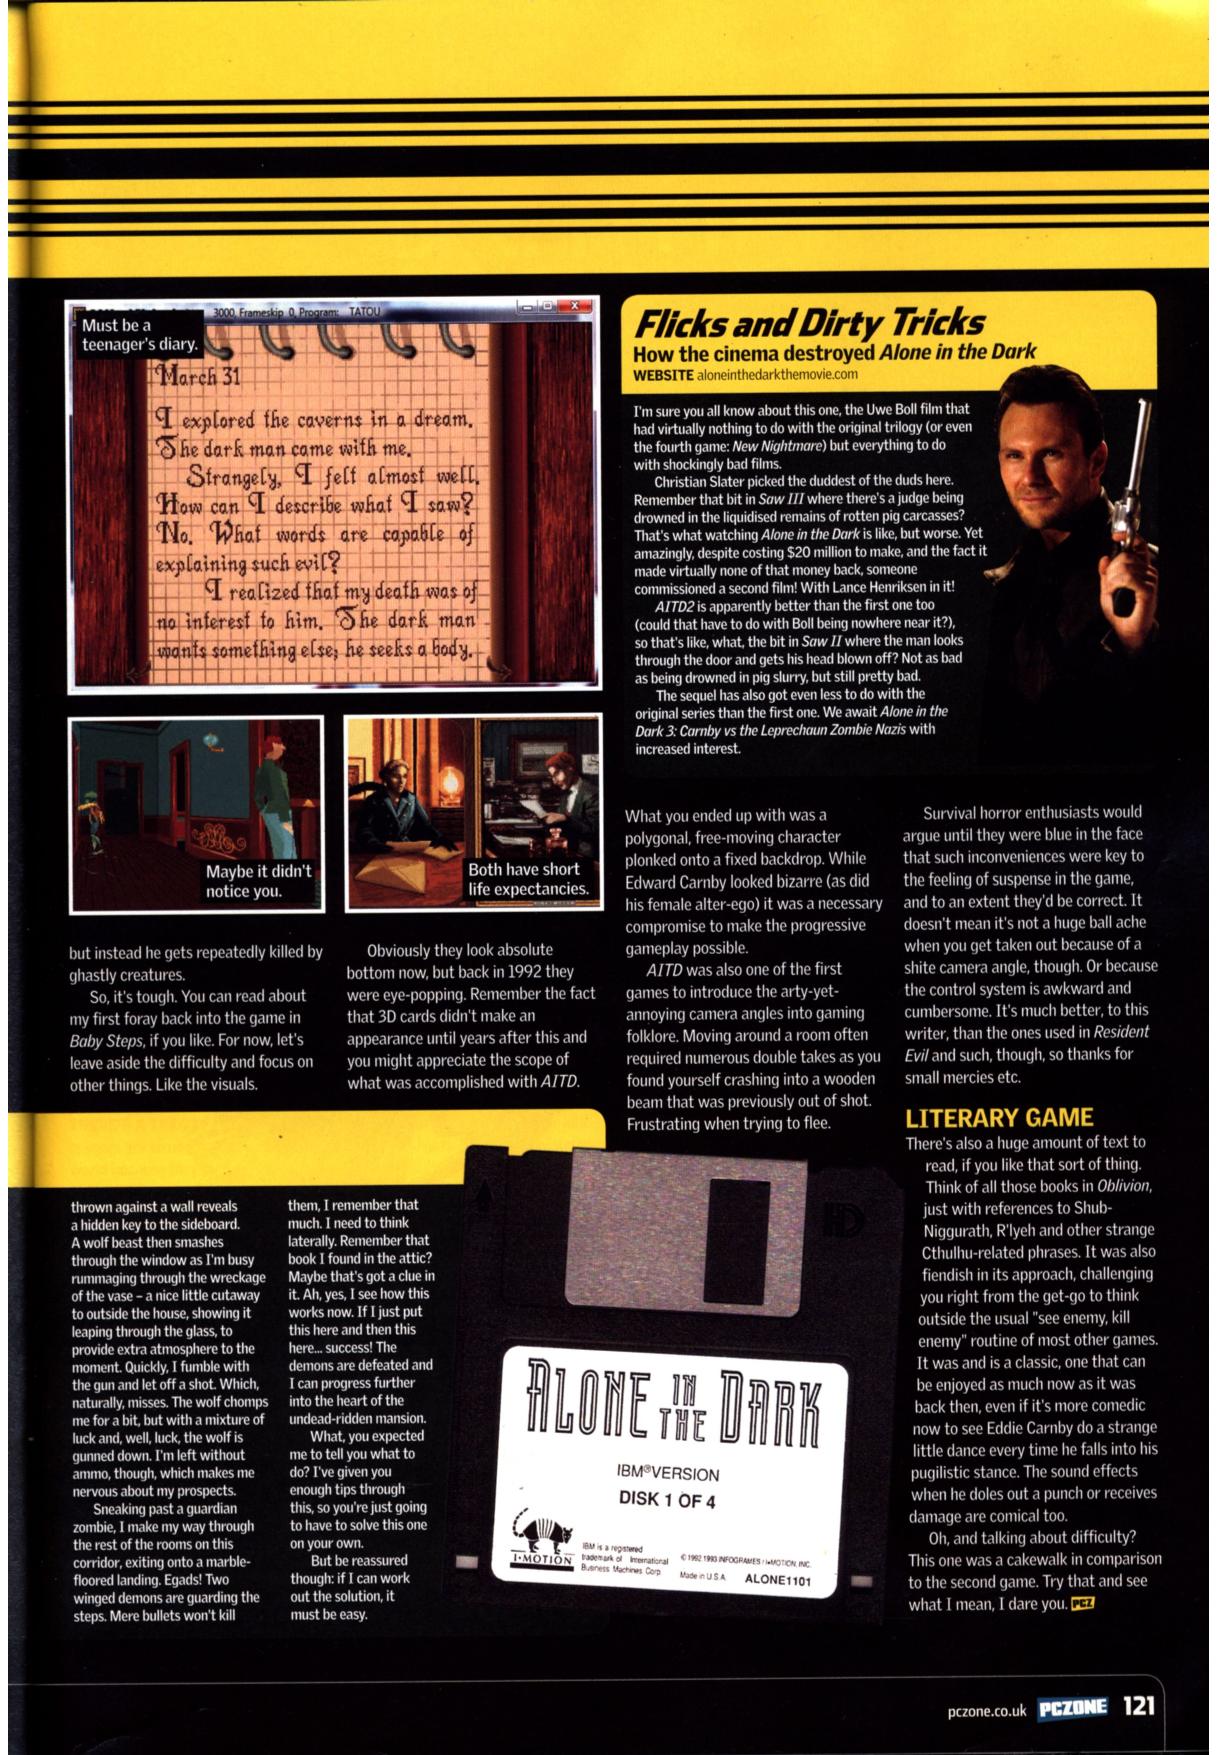 Must be a
teenager's diary.
3000, Frameskip 0, Program: TATOU
March 31
I explored the caverns in a dream.
The dark man came with me.
Strangely, I felt almost well.
How can I describe what I saw?
No. What words are capable of
explaining such evil?
I realized that my death was of
no interest to him. The dark man
wants something else; he seeks a body.
Maybe it didn't
notice you.
Both have short
life expectancies.
Flicks and Dirty Tricks
How the cinema destroyed Alone in the Dark
WEBSITE aloneinthedarkthemovie.com
I'm sure you all know about this one, the Uwe Boll film that
had virtually nothing to do with the original trilogy (or even
the fourth game: New Nightmare) but everything to do
with shockingly bad films.
Christian Slater picked the duddest of the duds here.
Remember that bit in Saw III where there's a judge being
drowned in the liquidised remains of rotten pig carcasses?
That's what watching Alone in the Dark is like, but worse. Yet
amazingly, despite costing $20 million to make, and the fact it
made virtually none of that money back, someone
commissioned a second film! With Lance Henriksen in it!
AITD2 is apparently better than the first one too
(could that have to do with Boll being nowhere near it?),
so that's like, what, the bit in Saw II where the man looks
through the door and gets his head blown off? Not as bad
as being drowned in pig slurry, but still pretty bad.
The sequel has also got even less to do with the
original series than the first one. We await Alone in the
Dark 3: Carnby vs the Leprechaun Zombie Nazis with
increased interest.
but instead he gets repeatedly killed by
ghastly creatures.
So, it's tough. You can read about
my first foray back into the game in
Baby Steps, if you like. For now, let's
leave aside the difficulty and focus on
other things. Like the visuals.
Obviously they look absolute
bottom now, but back in 1992 they
were eye-popping. Remember the fact
that 3D cards didn't make an
appearance until years after this and
you might appreciate the scope of
what was accomplished with AITD.
What you ended up with was a
polygonal, free-moving character
plonked onto a fixed backdrop. While
Edward Carnby looked bizarre (as did
his female alter-ego) it was a necessary
compromise to make the progressive
gameplay possible.
AITD was also one of the first
games to introduce the arty-yet-
annoying camera angles into gaming
folklore. Moving around a room often
required numerous double takes as you
found yourself crashing into a wooden
beam that was previously out of shot.
Frustrating when trying to flee.
Survival horror enthusiasts would
argue until they were blue in the face
that such inconveniences were key to
the feeling of suspense in the game,
and to an extent they'd be correct. It
doesn't mean it's not a huge ball ache
when you get taken out because of a
shite camera angle, though. Or because
the control system is awkward and
cumbersome. It's much better, to this
writer, than the ones used in Resident
Evil and such, though, so thanks for
small mercies etc.
LITERARY GAME
There's also a huge amount of text to
read, if you like that sort of thing.
Think of all those books in Oblivion,
just with references to Shub-
Niggurath, R'lyeh and other strange
Cthulhu-related phrases. It was also
fiendish in its approach, challenging
you right from the get-go to think
outside the usual "see enemy, kill
enemy" routine of most other games.
It was and is a classic, one that can
be enjoyed as much now as it was
back then, even if it's more comedic
now to see Eddie Carnby do a strange
little dance every time he falls into his
pugilistic stance. The sound effects
when he doles out a punch or receives
damage are comical too.
Oh, and talking about difficulty?
This one was a cakewalk in comparison
to the second game. Try that and see
what I mean, I dare you. PCZ
thrown against a wall reveals
a hidden key to the sideboard.
A wolf beast then smashes
through the window as I'm busy
rummaging through the wreckage
of the vase – a nice little cutaway
to outside the house, showing it
leaping through the glass, to
provide extra atmosphere to the
moment. Quickly, I fumble with
the gun and let off a shot. Which,
naturally, misses. The wolf chomps
me for a bit, but with a mixture of
luck and, well, luck, the wolf is
gunned down. I'm left without
ammo, though, which makes me
nervous about my prospects.
Sneaking past a guardian
zombie, I make my way through
the rest of the rooms on this
corridor, exiting onto a marble-
floored landing. Egads! Two
winged demons are guarding the
steps. Mere bullets won't kill
them, I remember that
much. I need to think
laterally. Remember that
book I found in the attic?
Maybe that's got a clue in
it. Ah, yes, I see how this
works now. If I just put
this here and then this
here... success! The
demons are defeated and
I can progress further
into the heart of the
undead-ridden mansion.
What, you expected
me to tell you what to
do? I've given you
enough tips through
this, so you're just going
to have to solve this one
on your own.
But be reassured
though: if I can work
out the solution, it
must be easy.
HD
ALONE IN THE DARK
IBM® VERSION
DISK 1 OF 4
I•MOTION
IBM is a registered
trademark of International
Business Machines Corp.
© 1992 1993 INFOGRAMES / I•MOTION, INC.
Made in U.S.A. ALONE1101
pczone.co.uk PCZONE 121